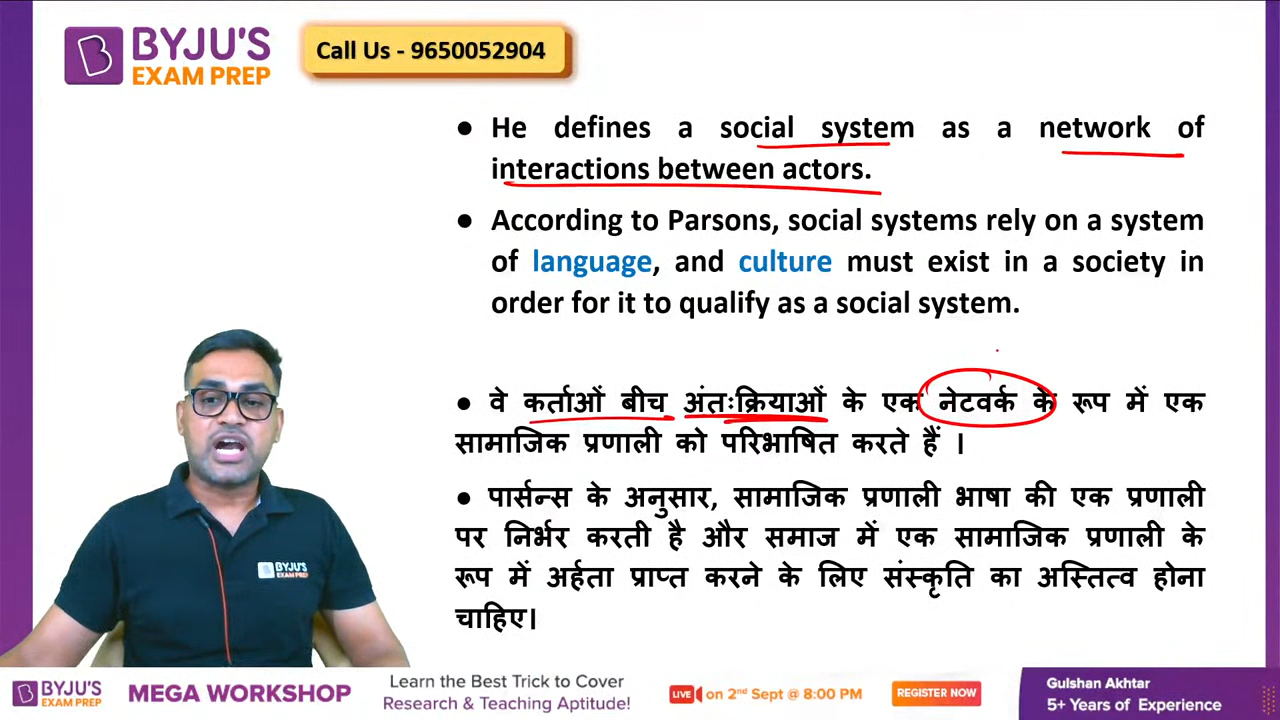 BYJU'S
EXAM PREP
Call Us - 9650052904
● He defines a social system as a network of
interactions between actors.
● According to Parsons, social systems rely on a system
of language, and culture must exist in a society in
order for it to qualify as a social system.
● वे कर्ताओं बीच अंतःक्रियाओं के एक नेटवर्क के रूप में एक
सामाजिक प्रणाली को परिभाषित करते हैं ।
● पार्सन्स के अनुसार, सामाजिक प्रणाली भाषा की एक प्रणाली
पर निर्भर करती है और समाज में एक सामाजिक प्रणाली के
रूप में अर्हता प्राप्त करने के लिए संस्कृति का अस्तित्व होना
चाहिए।
BYJU'S
EXAM PREP
BYJU'S
EXAM PREP
MEGA WORKSHOP
Learn the Best Trick to Cover
Research & Teaching Aptitude!
LIVE on 2nd Sept @ 8:00 PM
REGISTER NOW
Gulshan Akhtar
5+ Years of Experience